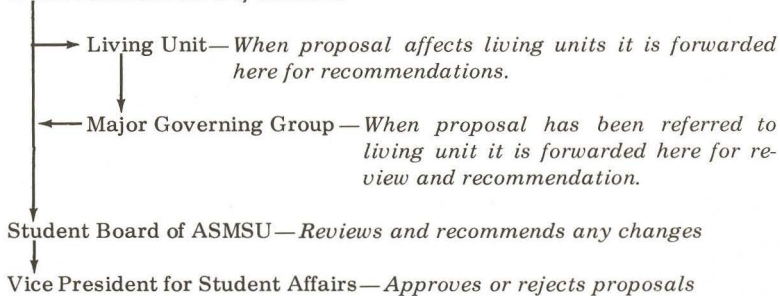 Living Unit—When proposal affects living units it is forwarded
here for recommendations.
Major Governing Group—When proposal has been referred to
living unit it is forwarded here for re-
view and recommendation.
Student Board of ASMSU—Reviews and recommends any changes
Vice President for Student Affairs—Approves or rejects proposals